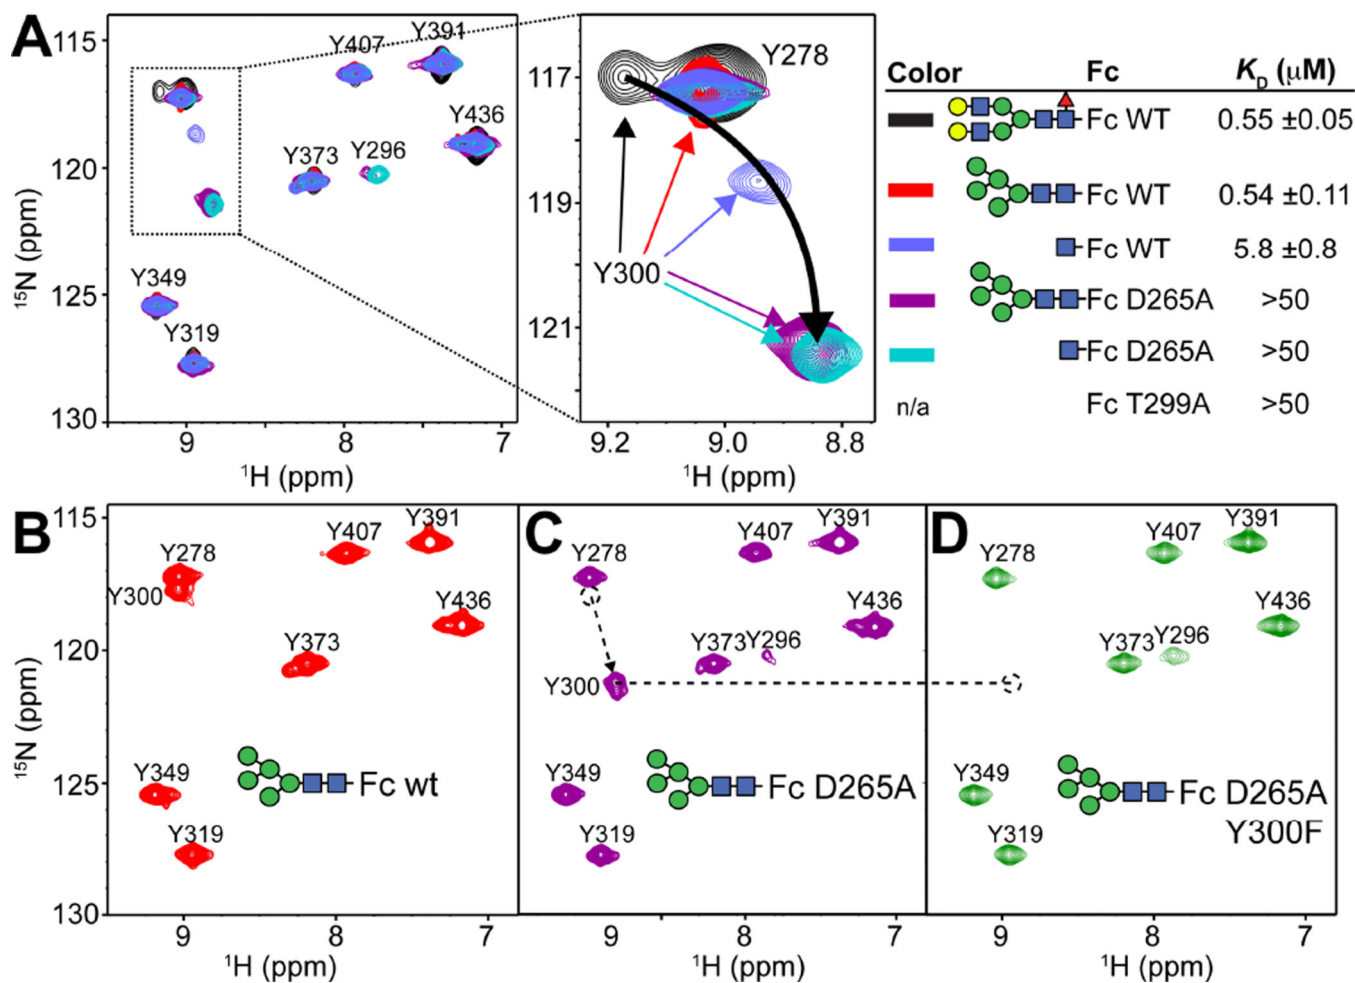 A
115
120
125
130
¹⁵N (ppm)
9
8
7
¹H (ppm)
Y407
Y391
Y436
Y373
Y296
Y349
Y319
117
119
121
Y278
Y300
9.2
9.0
8.8
¹H (ppm)
Color Fc K_D (µM)
Fc WT 0.55 ±0.05
Fc WT 0.54 ±0.11
Fc WT 5.8 ±0.8
Fc D265A >50
Fc D265A >50
n/a Fc T299A >50
B
115
120
125
130
¹⁵N (ppm)
Y278
Y300
Y407
Y391
Y436
Y373
Y349
Y319
Fc wt
9
8
7
¹H (ppm)
C
Y278
Y407
Y391
Y436
Y373
Y296
Y300
Y349
Y319
Fc D265A
9
8
7
¹H (ppm)
D
Y278
Y407
Y391
Y436
Y373
Y296
Y349
Y319
Fc D265A
Y300F
9
8
7
¹H (ppm)